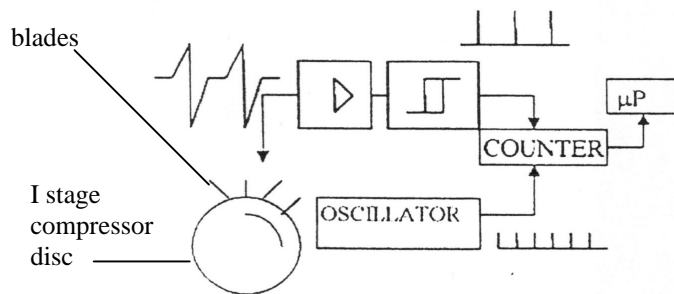 blades
μP
COUNTER
I stage
compressor
disc
OSCILLATOR